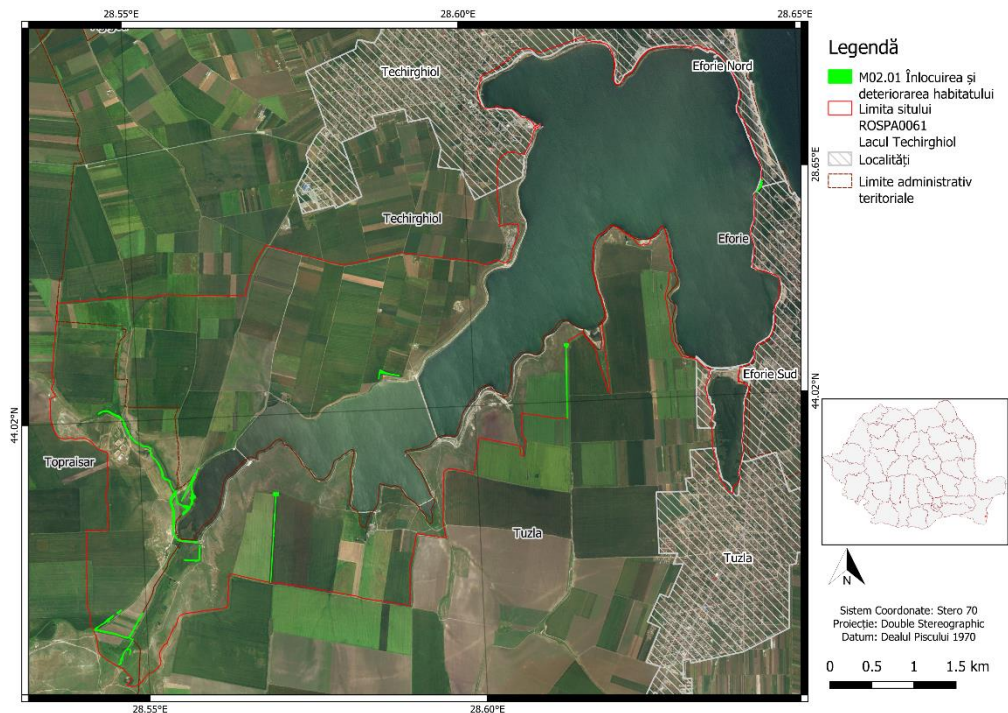 28.55°E
28.60°E
28.65°E
Techirghiol
Eforie Nord
28.65°E
Techirghiol
Eforie
Eforie Sud
44.02°N
44.02°N
Topraisar
Tuzla
Tuzla
28.55°E
28.60°E
Legendă
M02.01 Înlocuirea și
deteriorarea habitatului
Limita sitului
ROSPA0061
Lacul Techirghiol
Localități
Limite administrativ
teritoriale
N
Sistem Coordonate: Stero 70
Proiecție: Double Stereographic
Datum: Dealul Piscului 1970
0 0.5 1 1.5 km